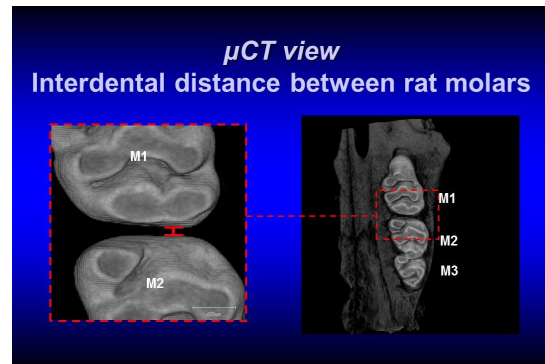 µCT view
Interdental distance between rat molars
M1
M2
M1
M2
M3